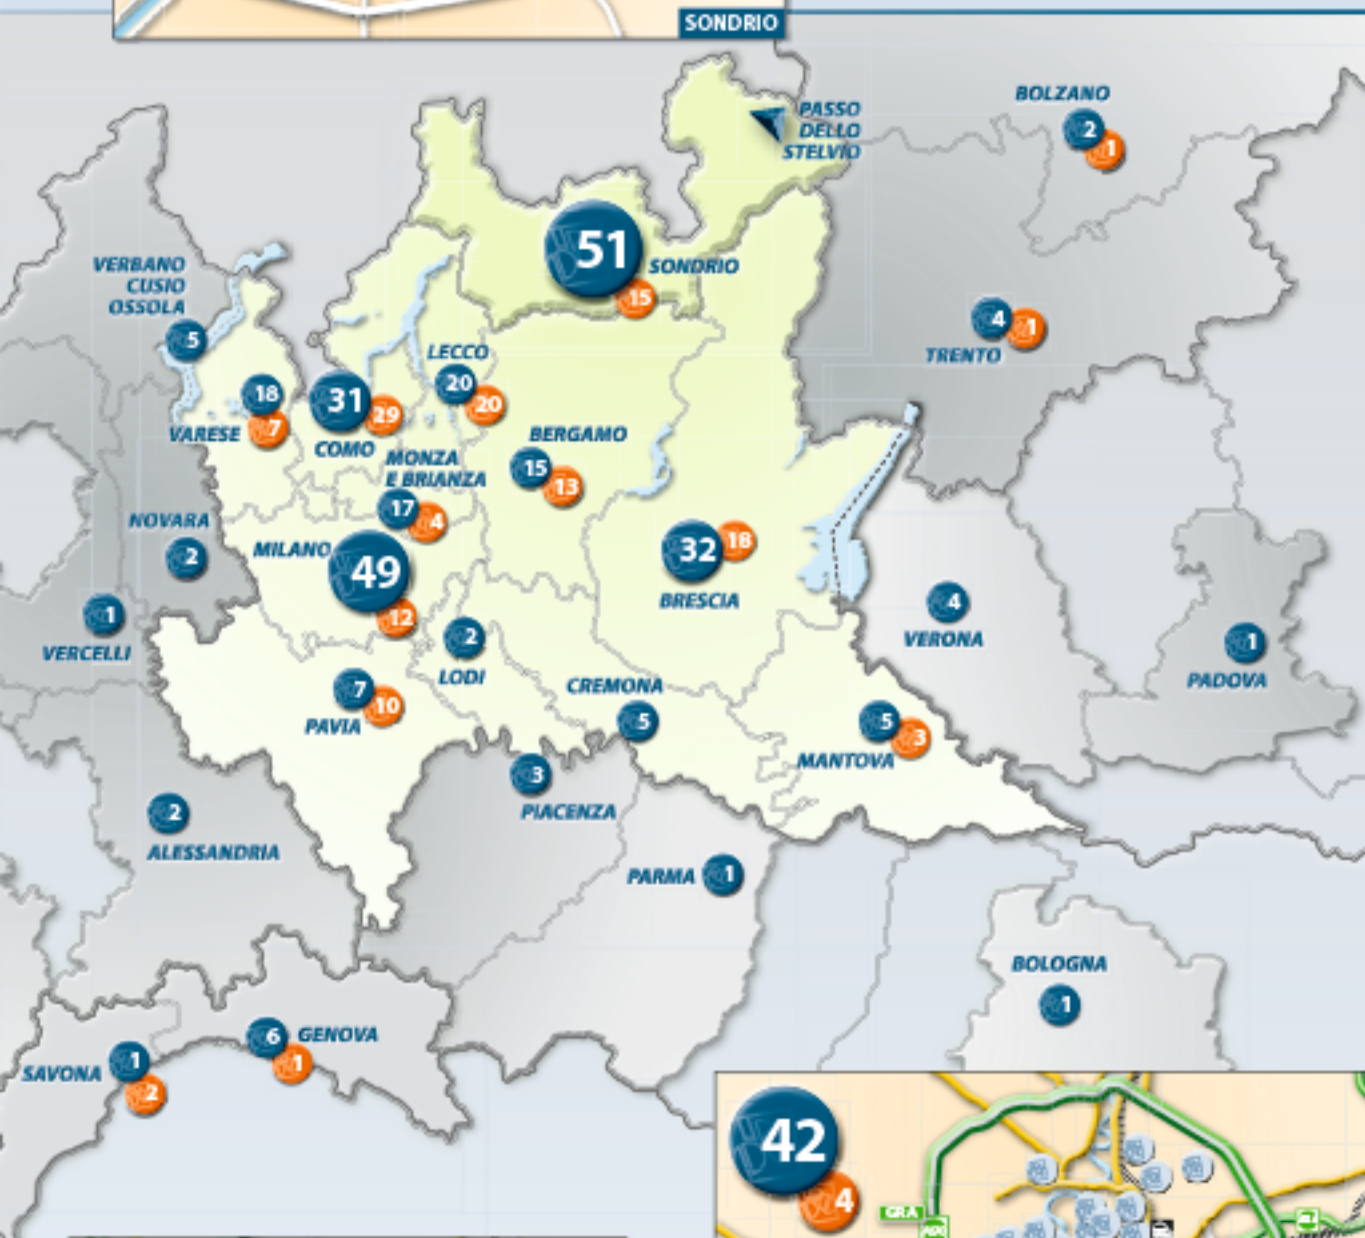 SONDRIO
BOLZANO
2
1
PASSO
DELLO
STELVIO
51
SONDRIO
15
VERBANO
CUSIO
OSSOLA
5
4
1
TRENTO
LECCO
20
20
18
7
VARESE
31
29
COMO
BERGAMO
15
13
MONZA
E BRIANZA
17
4
NOVARA
2
MILANO
49
12
32
18
BRESCIA
1
VERCELLI
4
VERONA
2
LODI
1
PADOVA
7
10
PAVIA
CREMONA
5
5
3
MANTOVA
3
PIACENZA
2
ALESSANDRIA
PARMA
1
BOLOGNA
1
6
GENOVA
1
SAVONA
1
2
42
4
GRA